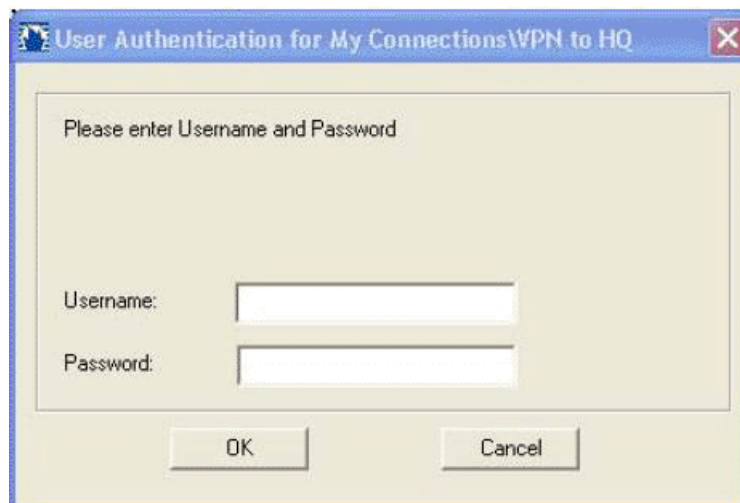 User Authentication for My Connections\VPN to HQ
Please enter Username and Password
Username:
Password:
OK
Cancel